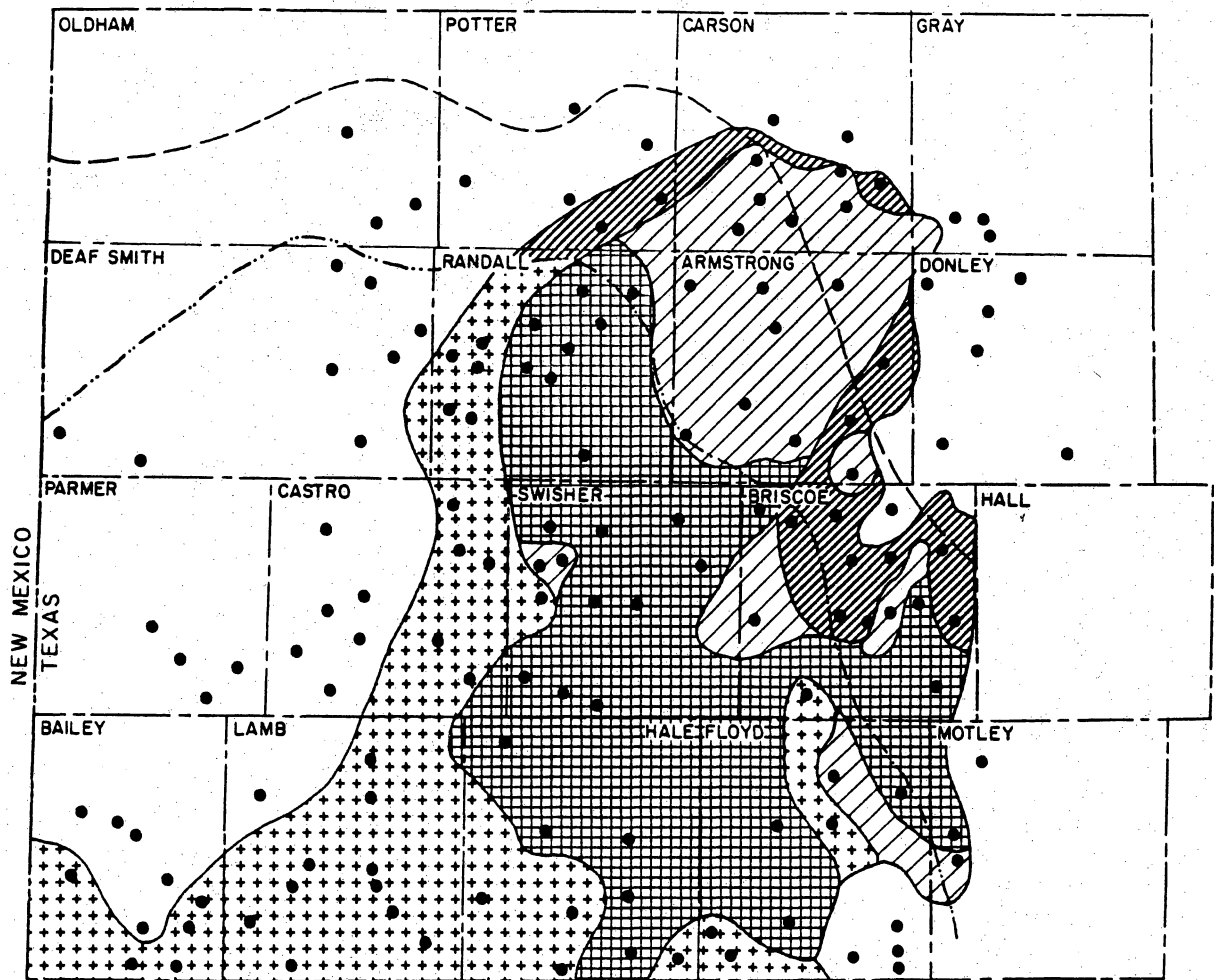 OLDHAM
POTTER
CARSON
GRAY
DEAF SMITH
RANDALL
ARMSTRONG
DONLEY
PARMER
CASTRO
SWISHER
BRISCOE
HALL
NEW MEXICO
TEXAS
BAILEY
LAMB
HALE
FLOYD
MOTLEY